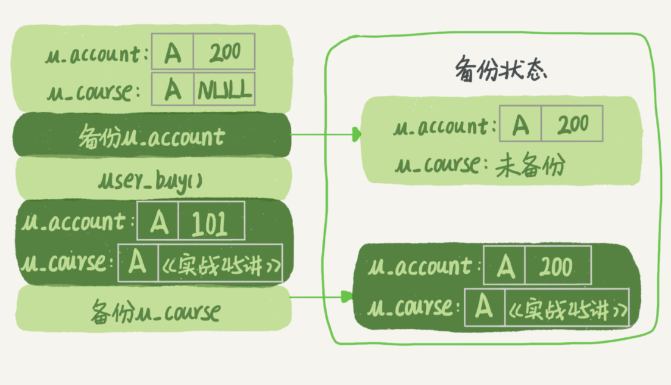 u_account: A 200
u_course: A NULL
备份u_account
user_buy()
u_account: A 101
u_course: A 《实战45讲》
备份u_course
备份状态
u_account: A 200
u_course: 未备份
u_account: A 200
u_course: A 《实战45讲》